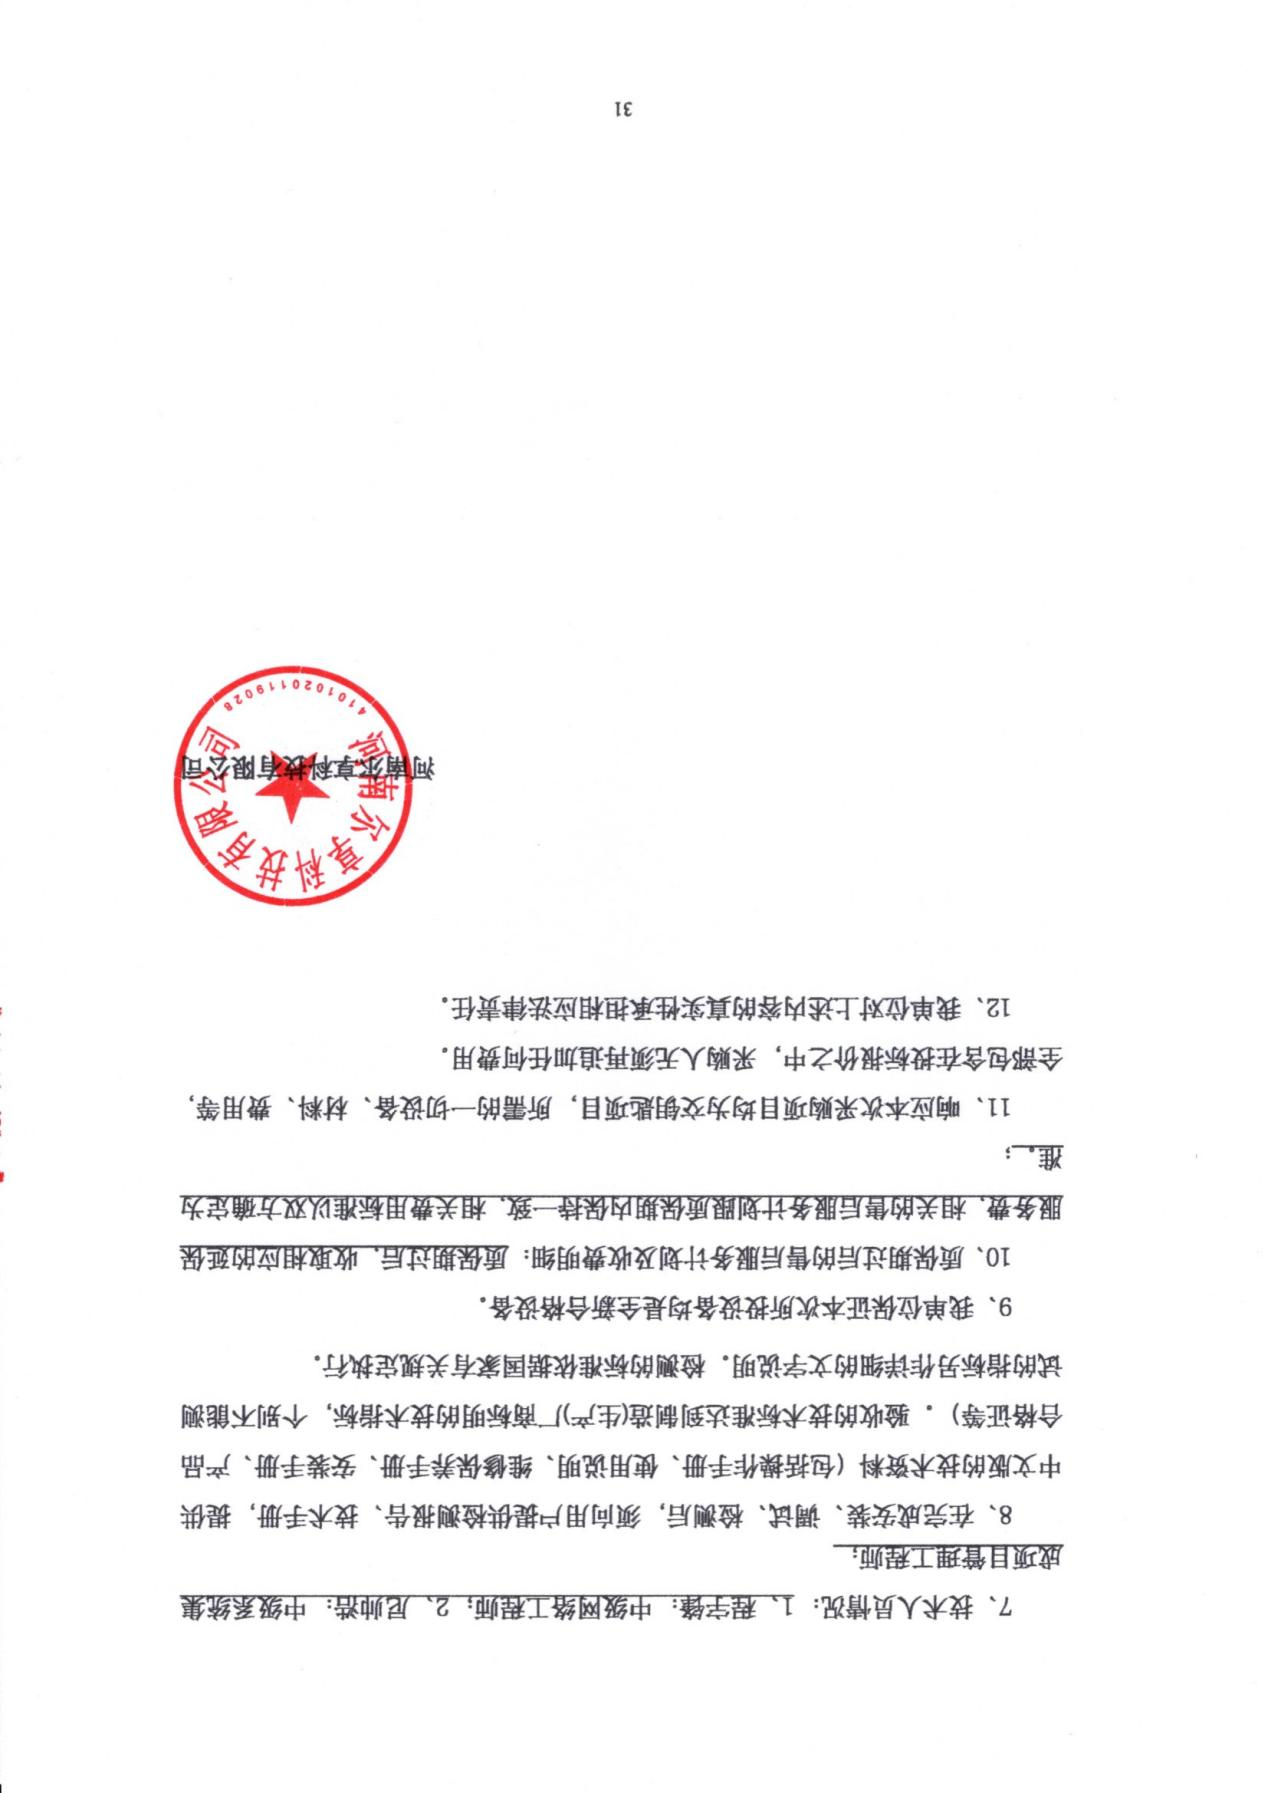 7、技术人员情况：1、程宇锋：中级网络工程师；2、尼帅浩：中级系统集
成项目管理工程师；
8、在完成安装、调试、检测后，须向用户提供检测报告、技术手册，提供
中文版的技术资料（包括操作手册、使用说明、维修保养手册、安装手册、产品
合格证等）．验收的技术标准达到制造(生产)厂商标明的技术指标，个别不能测
试的指标另作详细的文字说明．检测的标准依据国家有关规定执行．
9、我单位保证本次所投设备均是全新合格设备．
10、质保期过后的售后服务计划及收费明细：质保期过后，收取相应的延保
服务费，相关的售后服务计划跟质保期内保持一致，相关费用标准以双方确定为
准．；
11、响应本次采购项目均为交钥匙项目，所需的一切设备、材料、费用等，
全部包含在投标报价之中，采购人无须再追加任何费用．
12、我单位对上述内容的真实性承担相应法律责任．
河南尔享科技有限公司
河南尔享科技有限公司
4101020119028
31